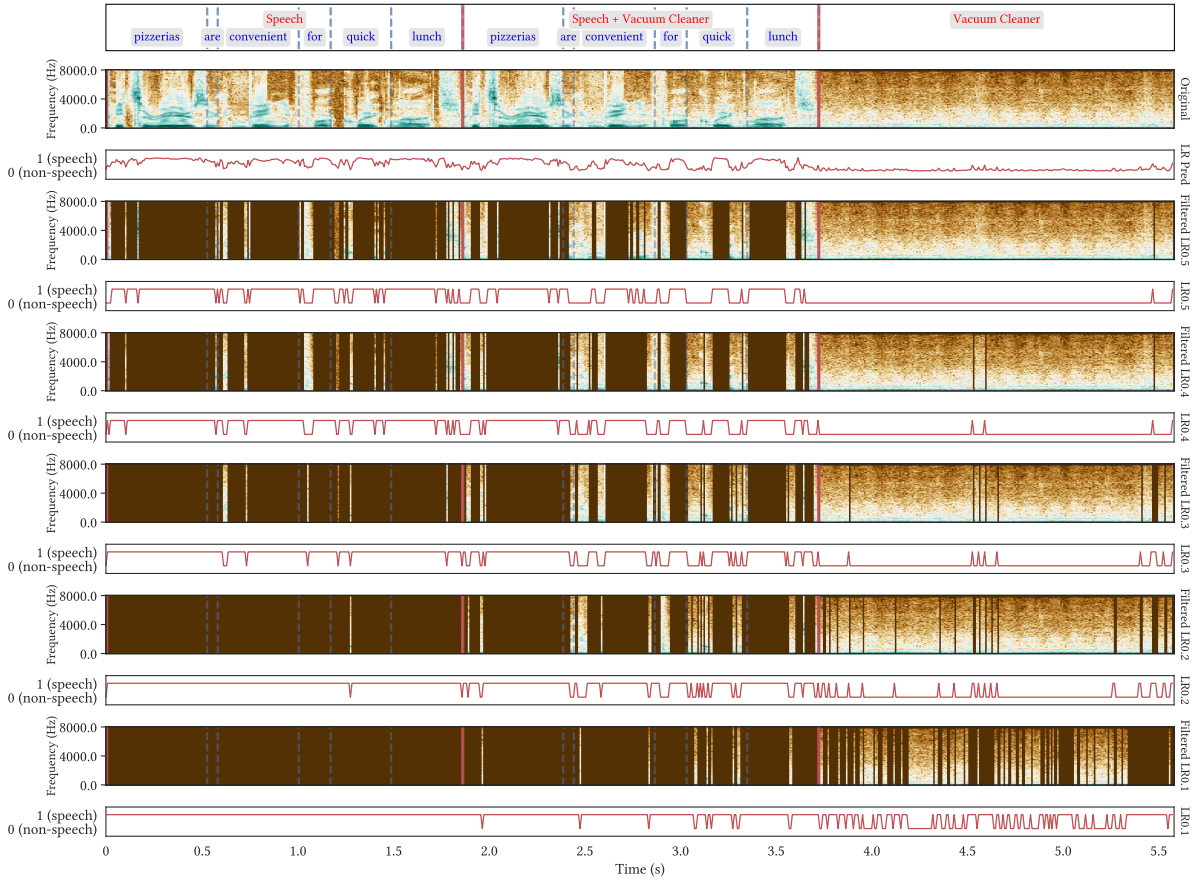 Speech Speech + Vacuum Cleaner Vacuum Cleaner
pizzerias are convenient for quick lunch pizzerias are convenient for quick lunch
Frequency (Hz)
8000.0
4000.0
0.0
Original
1 (speech)
0 (non-speech)
LR Pred
Frequency (Hz)
8000.0
4000.0
0.0
Filtered LR0.5
1 (speech)
0 (non-speech)
LR0.5
Frequency (Hz)
8000.0
4000.0
0.0
Filtered LR0.4
1 (speech)
0 (non-speech)
LR0.4
Frequency (Hz)
8000.0
4000.0
0.0
Filtered LR0.3
1 (speech)
0 (non-speech)
LR0.3
Frequency (Hz)
8000.0
4000.0
0.0
Filtered LR0.2
1 (speech)
0 (non-speech)
LR0.2
Frequency (Hz)
8000.0
4000.0
0.0
Filtered LR0.1
1 (speech)
0 (non-speech)
LR0.1
0 0.5 1.0 1.5 2.0 2.5 3.0 3.5 4.0 4.5 5.0 5.5
Time (s)